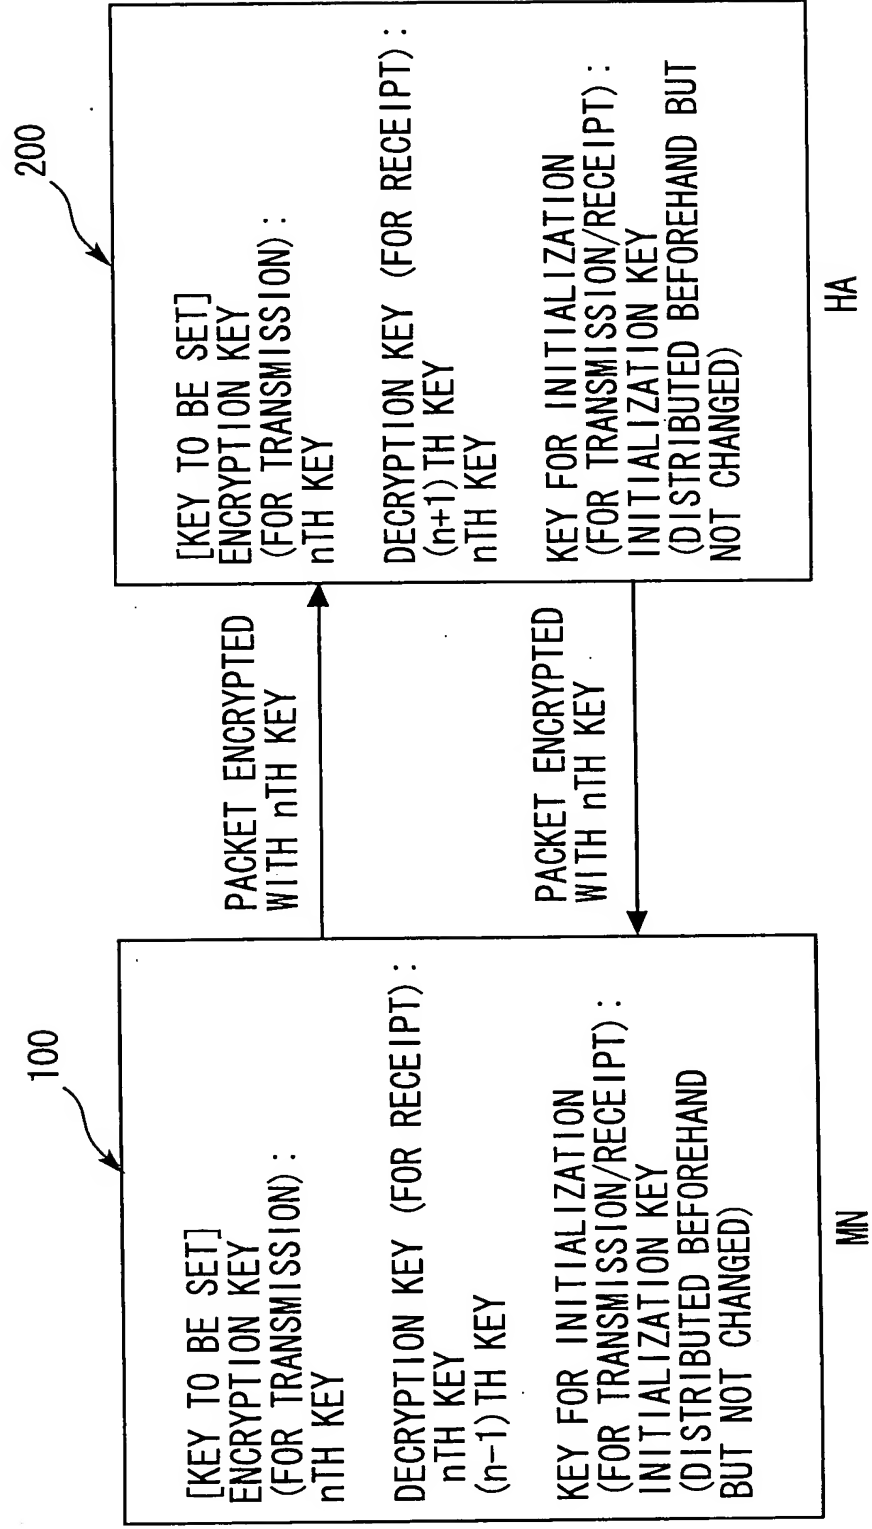 100
[KEY TO BE SET]
ENCRYPTION KEY
(FOR TRANSMISSION):
nTH KEY
DECRYPTION KEY (FOR RECEIPT):
nTH KEY
(n-1)TH KEY
KEY FOR INITIALIZATION
(FOR TRANSMISSION/RECEIPT):
INITIALIZATION KEY
(DISTRIBUTED BEFOREHAND
BUT NOT CHANGED)
MN
PACKET ENCRYPTED
WITH nTH KEY
PACKET ENCRYPTED
WITH nTH KEY
200
[KEY TO BE SET]
ENCRYPTION KEY
(FOR TRANSMISSION):
nTH KEY
DECRYPTION KEY (FOR RECEIPT):
(n+1)TH KEY
nTH KEY
KEY FOR INITIALIZATION
(FOR TRANSMISSION/RECEIPT):
INITIALIZATION KEY
(DISTRIBUTED BEFOREHAND BUT
NOT CHANGED)
HA